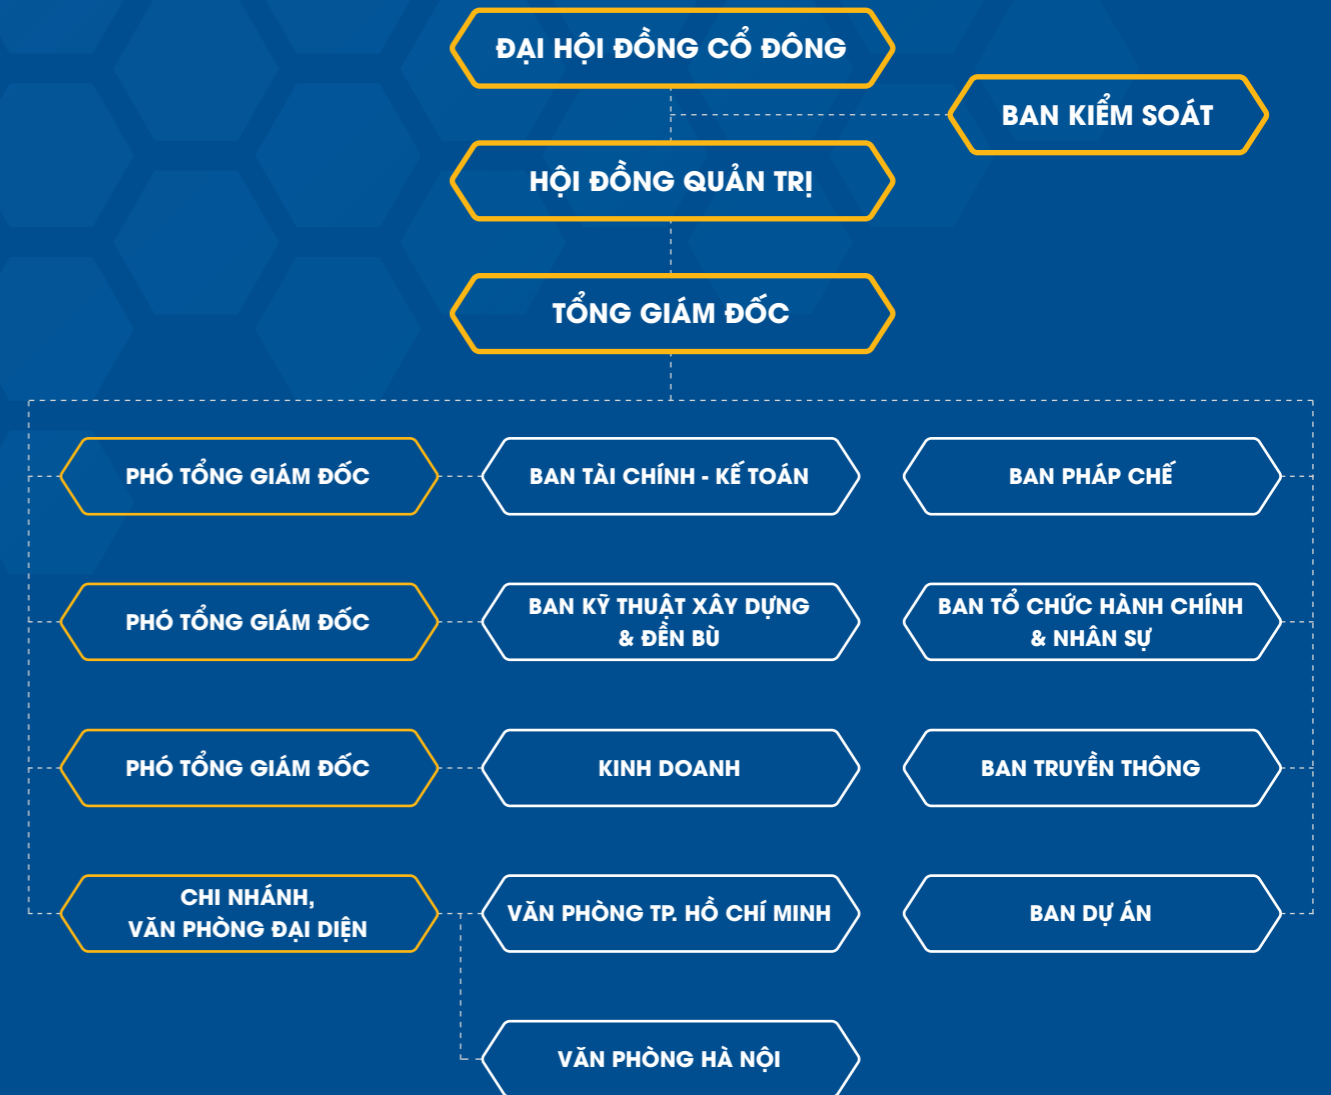 ĐẠI HỘI ĐỒNG CỔ ĐÔNG
BAN KIỂM SOÁT
HỘI ĐỒNG QUẢN TRỊ
TỔNG GIÁM ĐỐC
PHÓ TỔNG GIÁM ĐỐC
BAN TÀI CHÍNH - KẾ TOÁN
BAN PHÁP CHẾ
PHÓ TỔNG GIÁM ĐỐC
BAN KỸ THUẬT XÂY DỰNG
& ĐỀN BÙ
BAN TỔ CHỨC HÀNH CHÍNH
& NHÂN SỰ
PHÓ TỔNG GIÁM ĐỐC
KINH DOANH
BAN TRUYỀN THÔNG
CHI NHÁNH,
VĂN PHÒNG ĐẠI DIỆN
VĂN PHÒNG TP. HỒ CHÍ MINH
BAN DỰ ÁN
VĂN PHÒNG HÀ NỘI